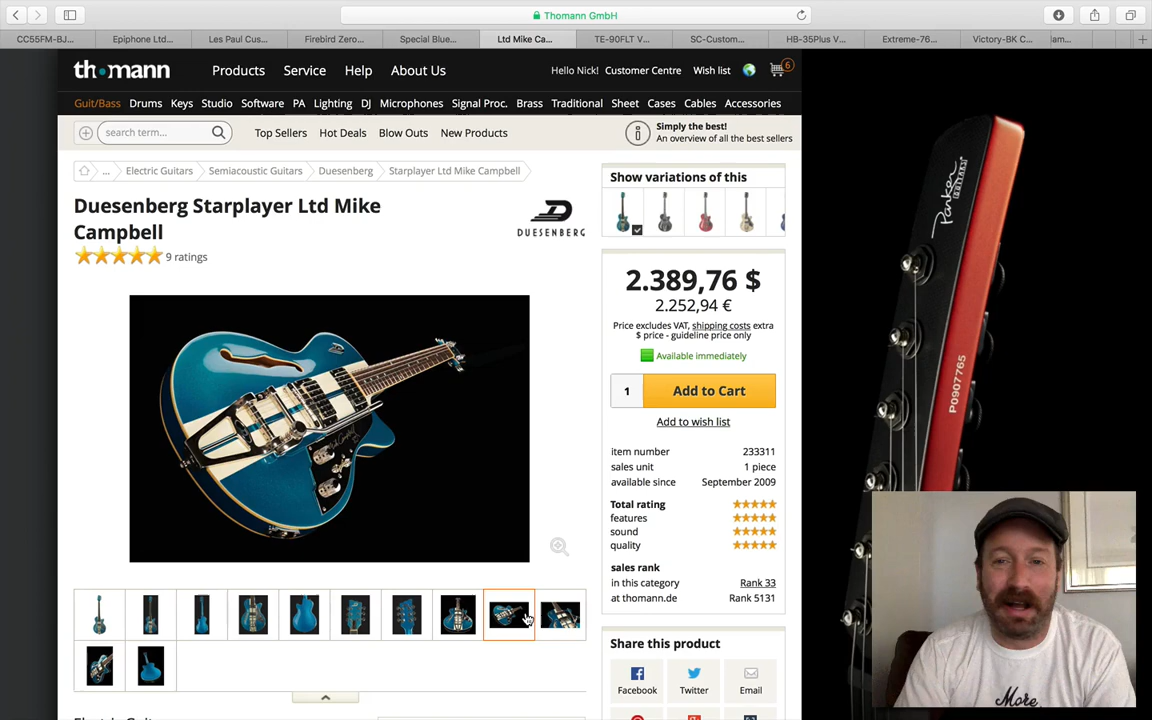 Thomann GmbH
CC55FM-BJ...
Epiphone Ltd...
Les Paul Cus...
Firebird Zero...
Special Blue...
Ltd Mike Ca...
TE-90FLT V...
SC-Custom...
HB-35Plus V...
Extreme-76...
Victory-BK C...
th•mann
Products
Service
Help
About Us
Hello Nick!
Customer Centre
Wish list
6
Guit/Bass
Drums
Keys
Studio
Software
PA
Lighting
DJ
Microphones
Signal Proc.
Brass
Traditional
Sheet
Cases
Cables
Accessories
search term...
Top Sellers
Hot Deals
Blow Outs
New Products
Simply the best!
An overview of all the best sellers
...
Electric Guitars
Semiacoustic Guitars
Duesenberg
Starplayer Ltd Mike Campbell
Duesenberg Starplayer Ltd Mike
Campbell
9 ratings
D
DUESENBERG
Show variations of this
2.389,76 $
2.252,94 €
Price excludes VAT, shipping costs extra
$ price - guideline price only
Available immediately
1
Add to Cart
Add to wish list
item number 233311
sales unit 1 piece
available since September 2009
Total rating
features
sound
quality
sales rank
in this category Rank 33
at thomann.de Rank 5131
Share this product
Facebook
Twitter
Email
Parken
GUITARS
P0907765
More